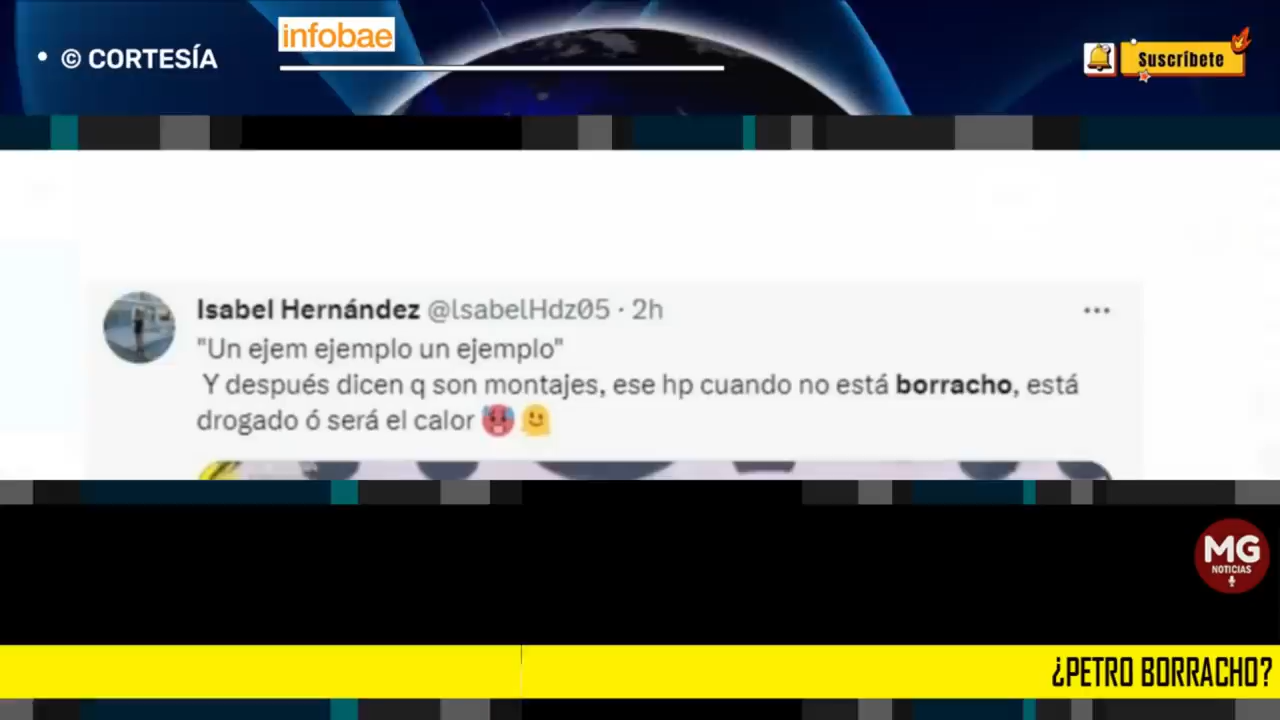 • © CORTESÍA
infobae
Suscríbete
Isabel Hernández @lsabelHdz05 · 2h
"Un ejem ejemplo un ejemplo"
Y después dicen q son montajes, ese hp cuando no está borracho, está
drogado ó será el calor 🥵 🫠
MG
NOTICIAS
¿PETRO BORRACHO?